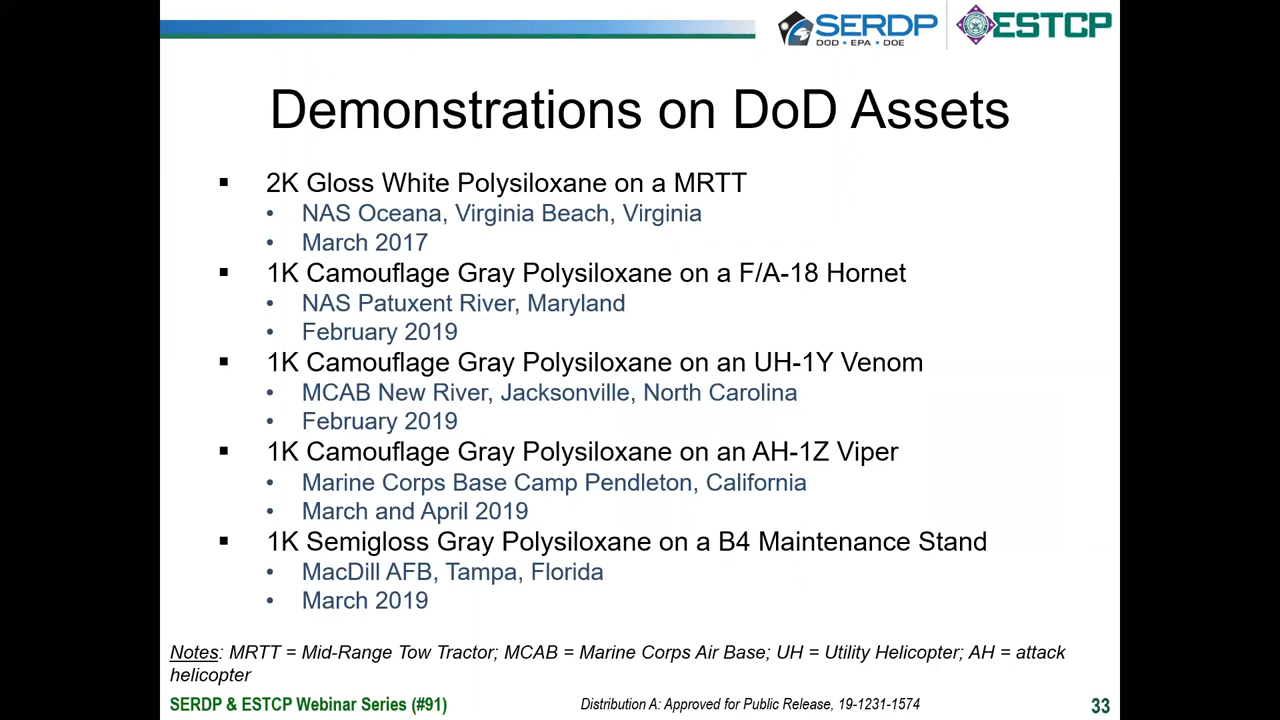 SERDP
DOD • EPA • DOE
ESTCP
Demonstrations on DoD Assets
▪ 2K Gloss White Polysiloxane on a MRTT
• NAS Oceana, Virginia Beach, Virginia
• March 2017
▪ 1K Camouflage Gray Polysiloxane on a F/A-18 Hornet
• NAS Patuxent River, Maryland
• February 2019
▪ 1K Camouflage Gray Polysiloxane on an UH-1Y Venom
• MCAB New River, Jacksonville, North Carolina
• February 2019
▪ 1K Camouflage Gray Polysiloxane on an AH-1Z Viper
• Marine Corps Base Camp Pendleton, California
• March and April 2019
▪ 1K Semigloss Gray Polysiloxane on a B4 Maintenance Stand
• MacDill AFB, Tampa, Florida
• March 2019
Notes: MRTT = Mid-Range Tow Tractor; MCAB = Marine Corps Air Base; UH = Utility Helicopter; AH = attack
helicopter
SERDP & ESTCP Webinar Series (#91)
Distribution A: Approved for Public Release, 19-1231-1574
33